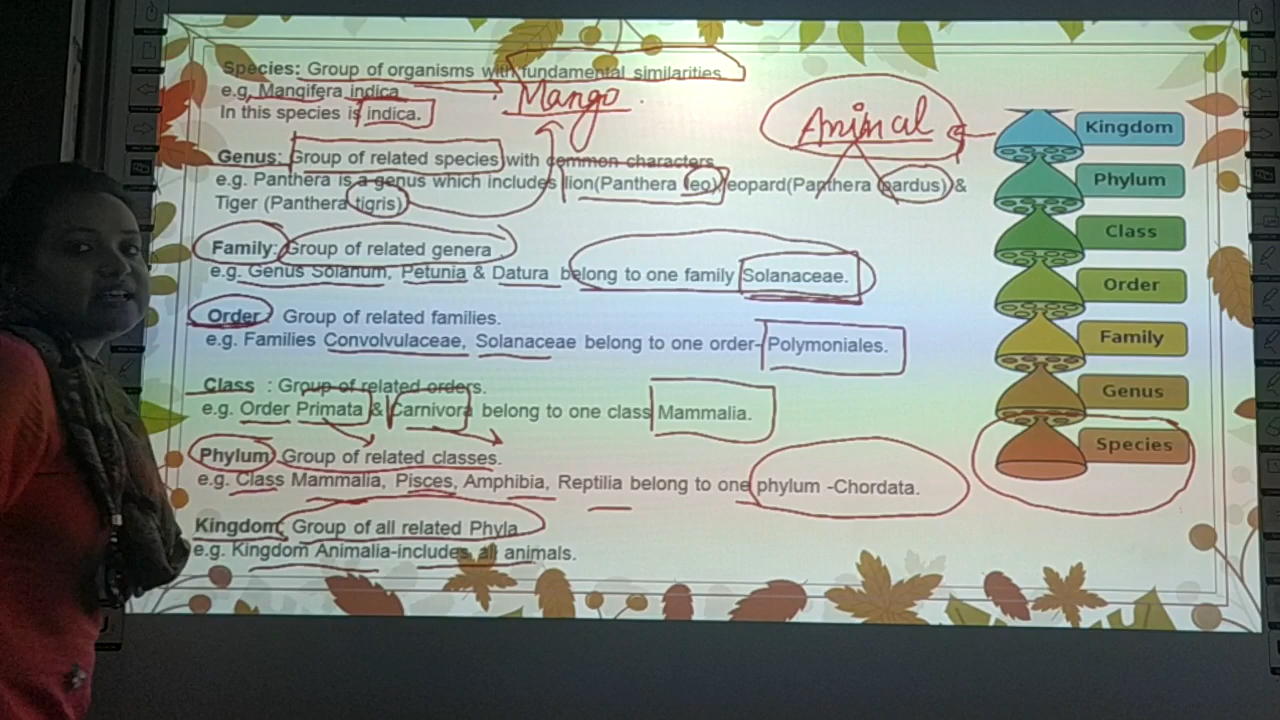 Species: Group of organisms with fundamental similarities
e.g, Mangifera indica
Mango
In this species is indica.
Animal
Genus: Group of related species with common characters
e.g. Panthera is a genus which includes lion(Panthera leo), leopard(Panthera pardus) &
Tiger (Panthera tigris)
Family: Group of related genera
e.g. Genus Solanum, Petunia & Datura belong to one family Solanaceae.
Order: Group of related families.
e.g. Families Convolvulaceae, Solanaceae belong to one order- Polymoniales.
Class : Group of related orders.
e.g. Order Primata & Carnivora belong to one class Mammalia.
Phylum: Group of related classes.
e.g. Class Mammalia, Pisces, Amphibia, Reptilia belong to one phylum -Chordata.
Kingdom: Group of all related Phyla
e.g. Kingdom Animalia-includes all animals.
Kingdom
Phylum
Class
Order
Family
Genus
Species